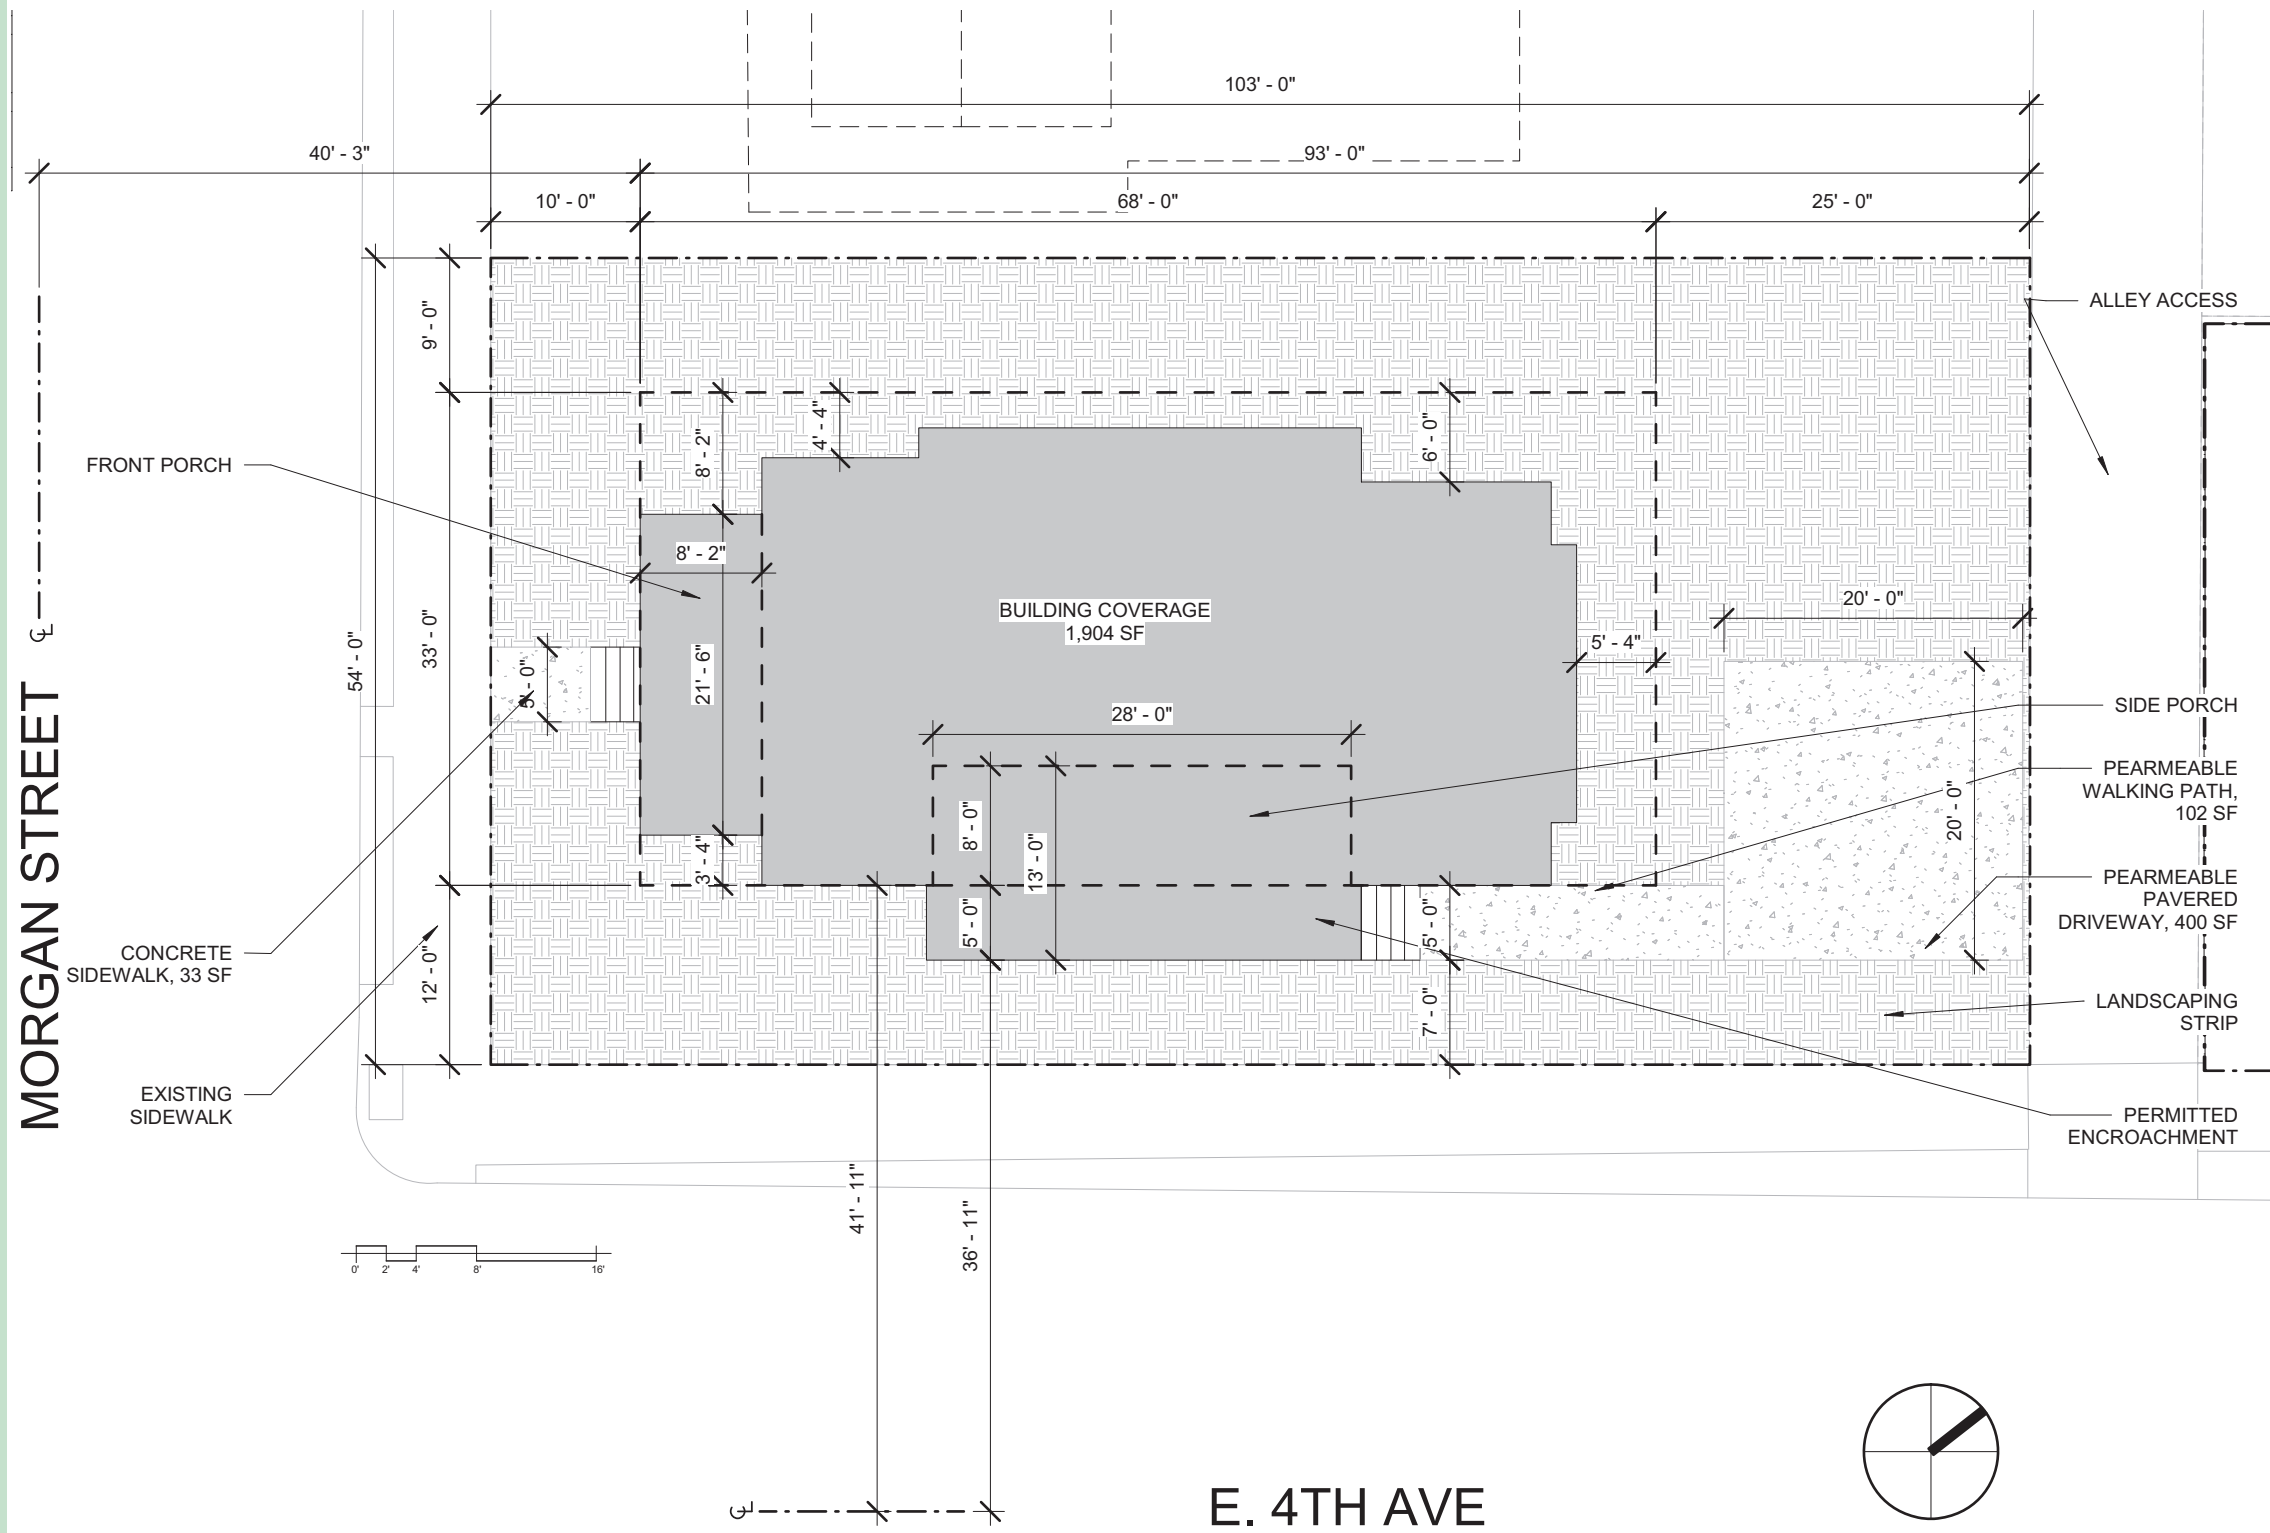 103' - 0"
40' - 3"
93' - 0"
10' - 0"
68' - 0"
25' - 0"
ALLEY ACCESS
9' - 0"
4' - 4"
8' - 2"
6' - 0"
FRONT PORCH
8' - 2"
BUILDING COVERAGE
1,904 SF
20' - 0"
5' - 4"
33' - 0"
54' - 0"
5' - 0"
21' - 6"
28' - 0"
SIDE PORCH
PEARMEABLE
WALKING PATH,
102 SF
8' - 0"
13' - 0"
20' - 0"
3' - 4"
PEARMEABLE
PAVERED
DRIVEWAY, 400 SF
MORGAN STREET
CONCRETE
SIDEWALK, 33 SF
12' - 0"
5' - 0"
5' - 0"
7' - 0"
LANDSCAPING
STRIP
EXISTING
SIDEWALK
PERMITTED
ENCROACHMENT
41' - 11"
36' - 11"
0' 2' 4' 8' 16'
E. 4TH AVE